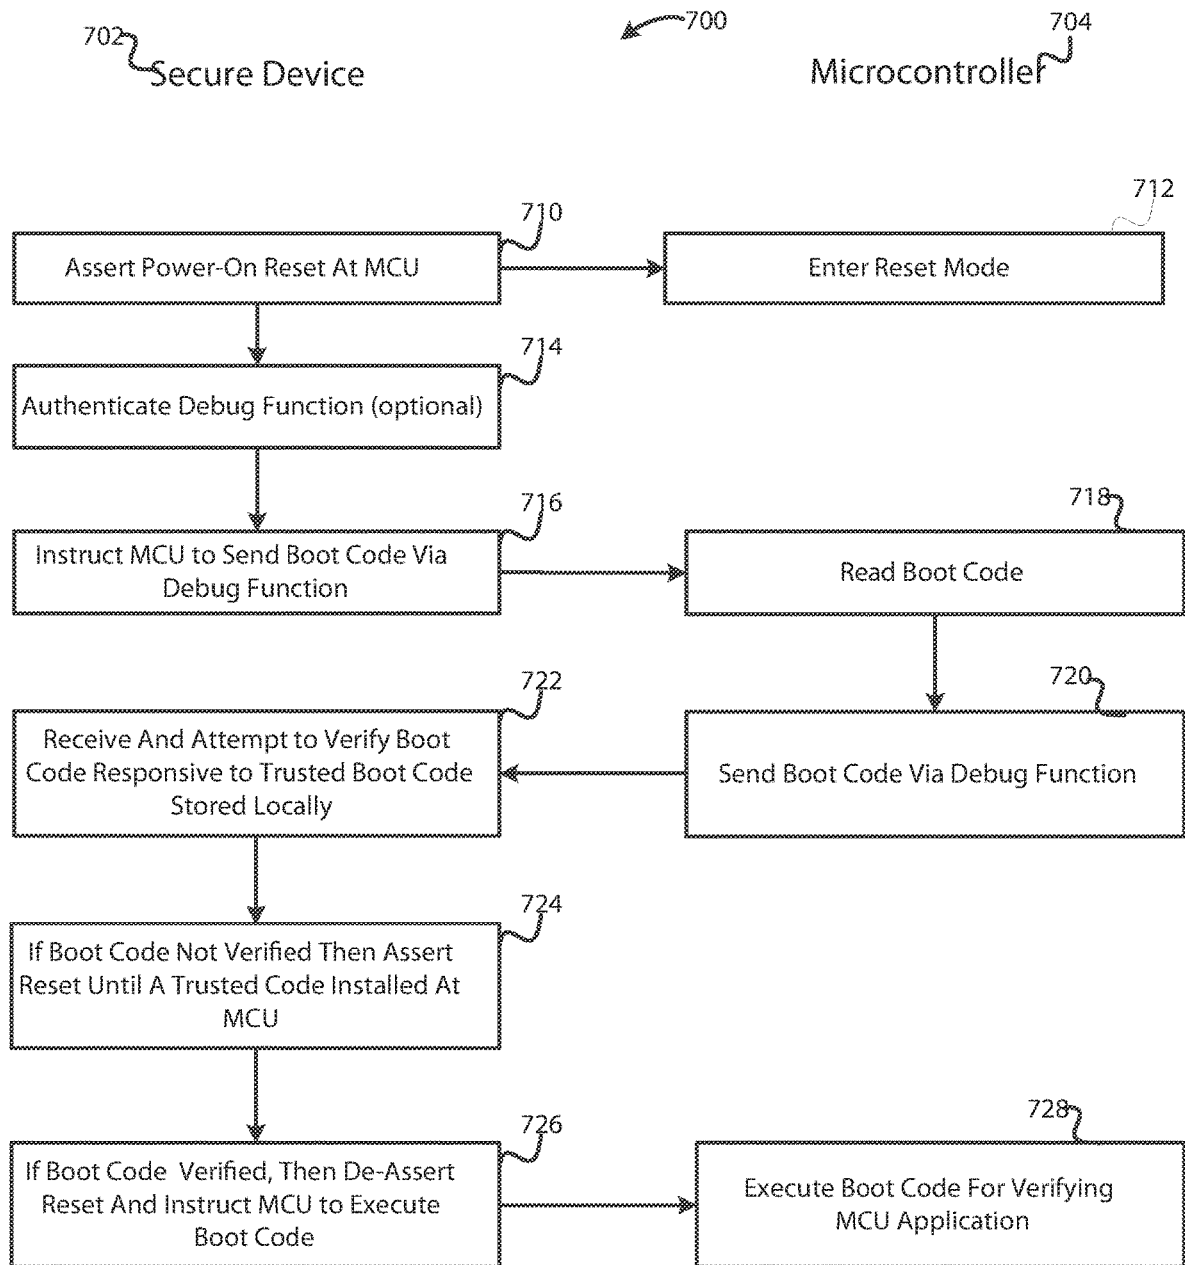 700
702
704
Secure Device
Microcontroller
710
712
Assert Power-On Reset At MCU
Enter Reset Mode
714
Authenticate Debug Function (optional)
716
718
Instruct MCU to Send Boot Code Via
Debug Function
Read Boot Code
722
720
Receive And Attempt to Verify Boot
Code Responsive to Trusted Boot Code
Stored Locally
Send Boot Code Via Debug Function
724
If Boot Code Not Verified Then Assert
Reset Until A Trusted Code Installed At
MCU
726
728
If Boot Code Verified, Then De-Assert
Reset And Instruct MCU to Execute
Boot Code
Execute Boot Code For Verifying
MCU Application